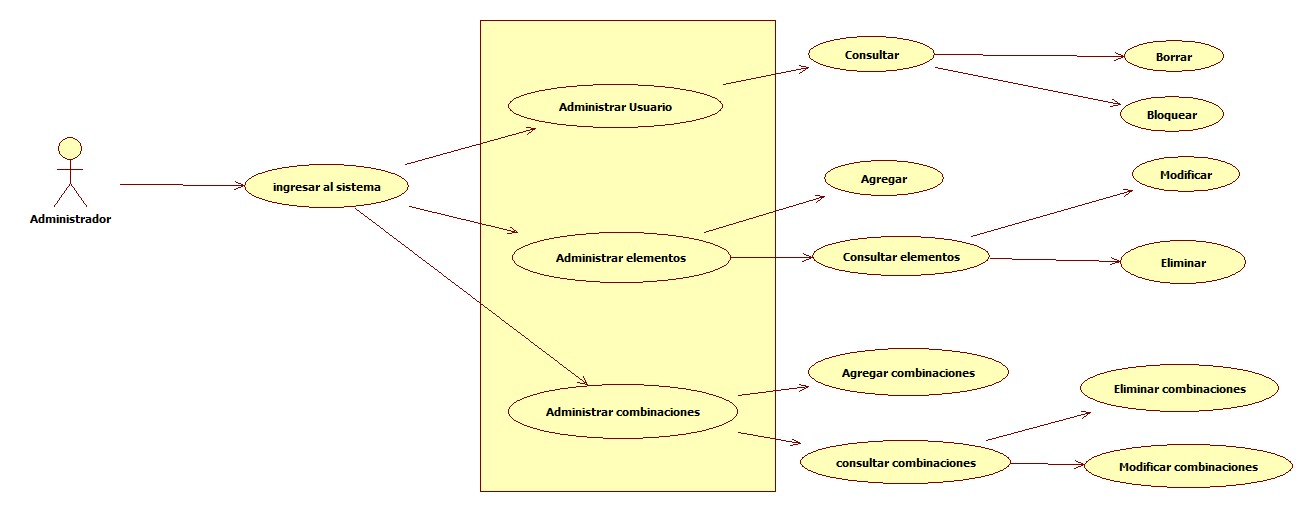 Consultar
Borrar
Administrar Usuario
Bloquear
Agregar
Modificar
ingresar al sistema
Administrador
Administrar elementos
Consultar elementos
Eliminar
Agregar combinaciones
Eliminar combinaciones
Administrar combinaciones
consultar combinaciones
Modificar combinaciones